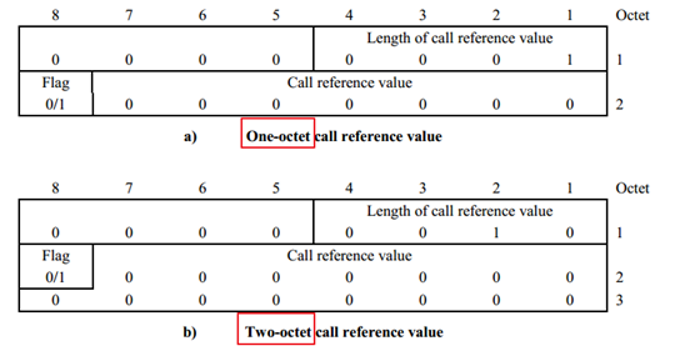 8 7 6 5 4 3 2 1 Octet
Length of call reference value
0 0 0 0 0 0 0 1 1
Flag Call reference value
0/1 0 0 0 0 0 0 0 2
a) One-octet call reference value
8 7 6 5 4 3 2 1 Octet
Length of call reference value
0 0 0 0 0 0 1 0 1
Flag Call reference value
0/1 0 0 0 0 0 0 0 2
0 0 0 0 0 0 0 0 3
b) Two-octet call reference value